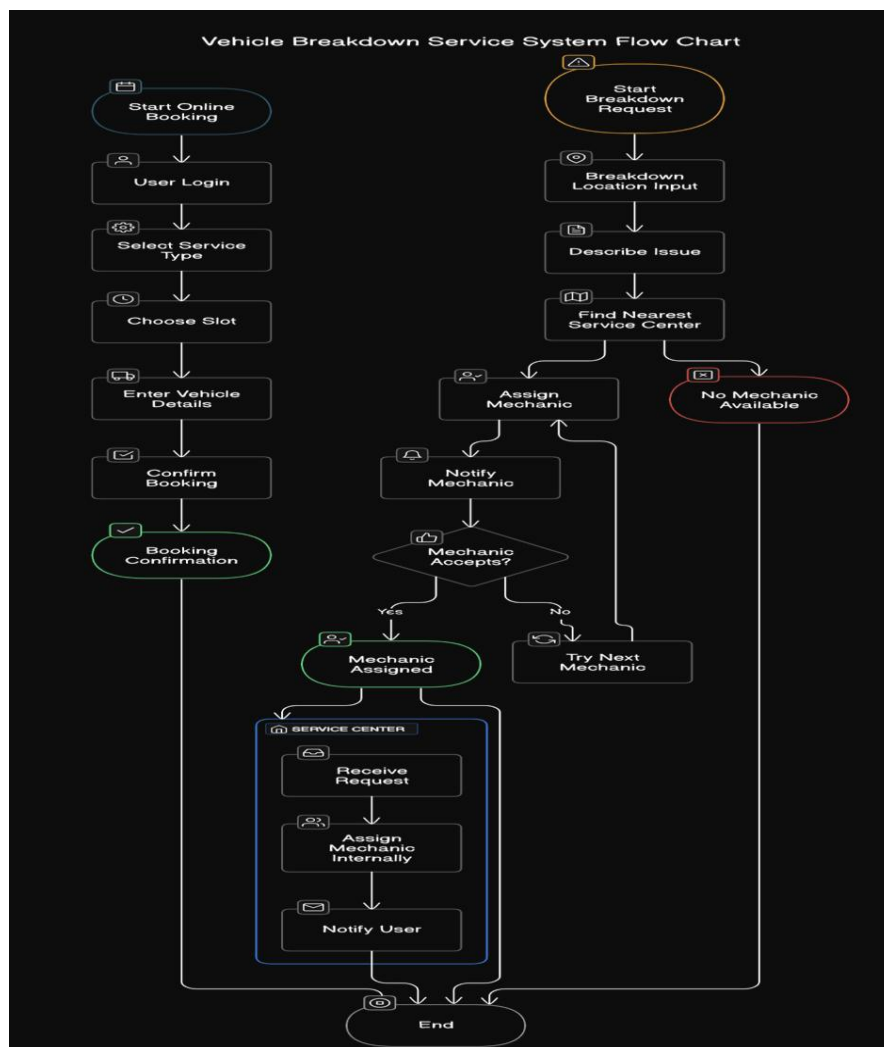 Vehicle Breakdown Service System Flow Chart
Start Online
Booking
User Login
Select Service
Type
Choose Slot
Enter Vehicle
Details
Confirm
Booking
Booking
Confirmation
Start
Breakdown
Request
Breakdown
Location Input
Describe Issue
Find Nearest
Service Center
Assign
Mechanic
No Mechanic
Available
Notify
Mechanic
Mechanic
Accepts?
Yes
No
Mechanic
Assigned
Try Next
Mechanic
SERVICE CENTER
Receive
Request
Assign
Mechanic
Internally
Notify User
End